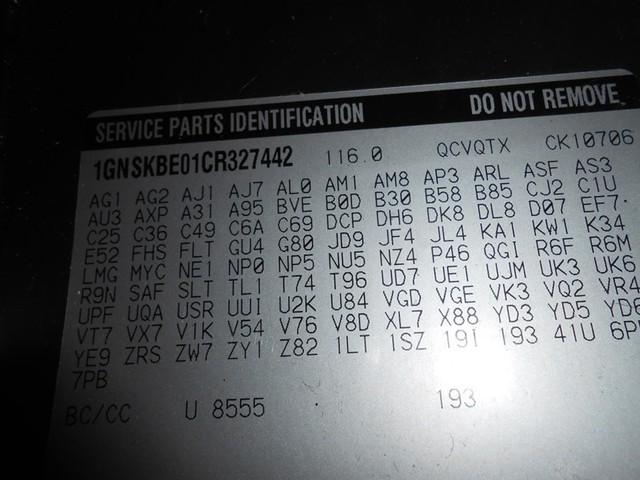 SERVICE PARTS IDENTIFICATION DO NOT REMOVE
1GNSKBE01CR327442 116.0 QCVQTX CK10706
AG1 AG2 AJ1 AJ7 AL0 AM1 AM8 AP3 ARL ASF AS3
AU3 AXP A31 A95 BVE B0D B30 B58 B85 CJ2 C1U
C25 C36 C49 C6A C69 DCP DH6 DK8 DL8 D07 EF7
E52 FHS FLT GU4 G80 JD9 JF4 JL4 KA1 KW1 K34
LMG MYC NE1 NP0 NP5 NU5 NZ4 P46 QGI R6F R6M
R9N SAF SLT TL1 T74 T96 UD7 UE1 UJM UK3 UK6
UPF UQA USR UUI U2K U84 VGD VGE VK3 VQ2 VR4
VT7 VX7 V1K V54 V76 V8D XL7 X88 YD3 YD5 YD6
YE9 ZRS ZW7 ZY1 Z82 1LT 1SZ 19I 193 41U 6P
7PB
BC/CC U 8555 193